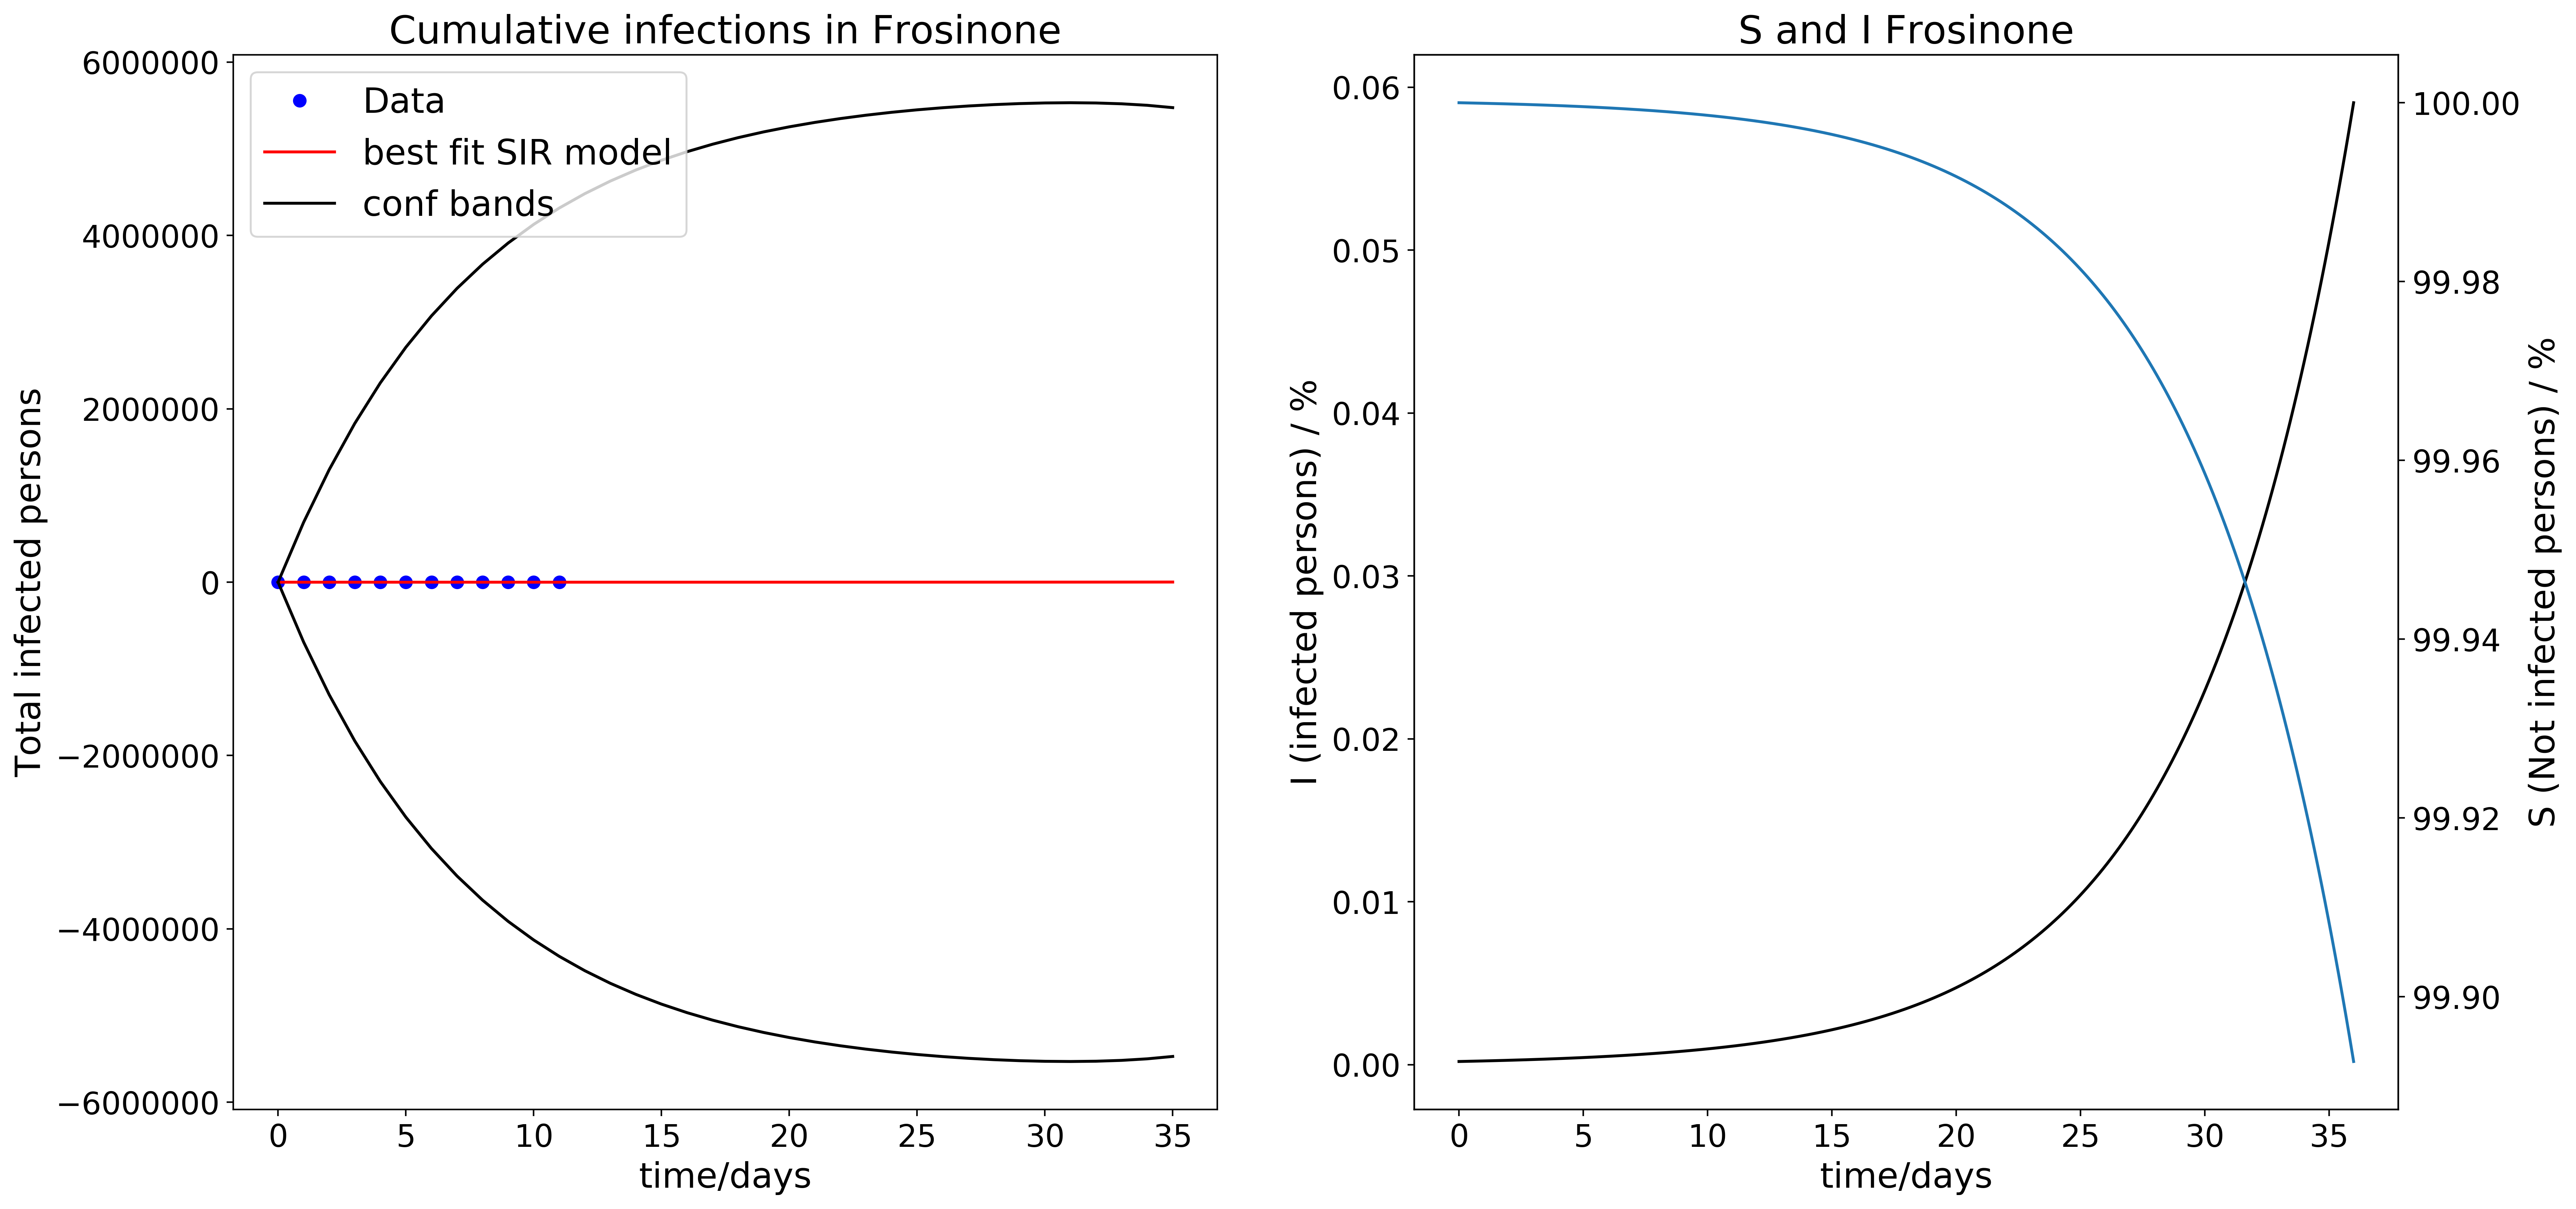 Cumulative infections in Frosinone
6000000
4000000
2000000
0
−2000000
−4000000
−6000000
Total infected persons
Data
best fit SIR model
conf bands
0 5 10 15 20 25 30 35
time/days
S and I Frosinone
0.06
0.05
0.04
0.03
0.02
0.01
0.00
I (infected persons) / %
100.00
99.98
99.96
99.94
99.92
99.90
S (Not infected persons) / %
0 5 10 15 20 25 30 35
time/days